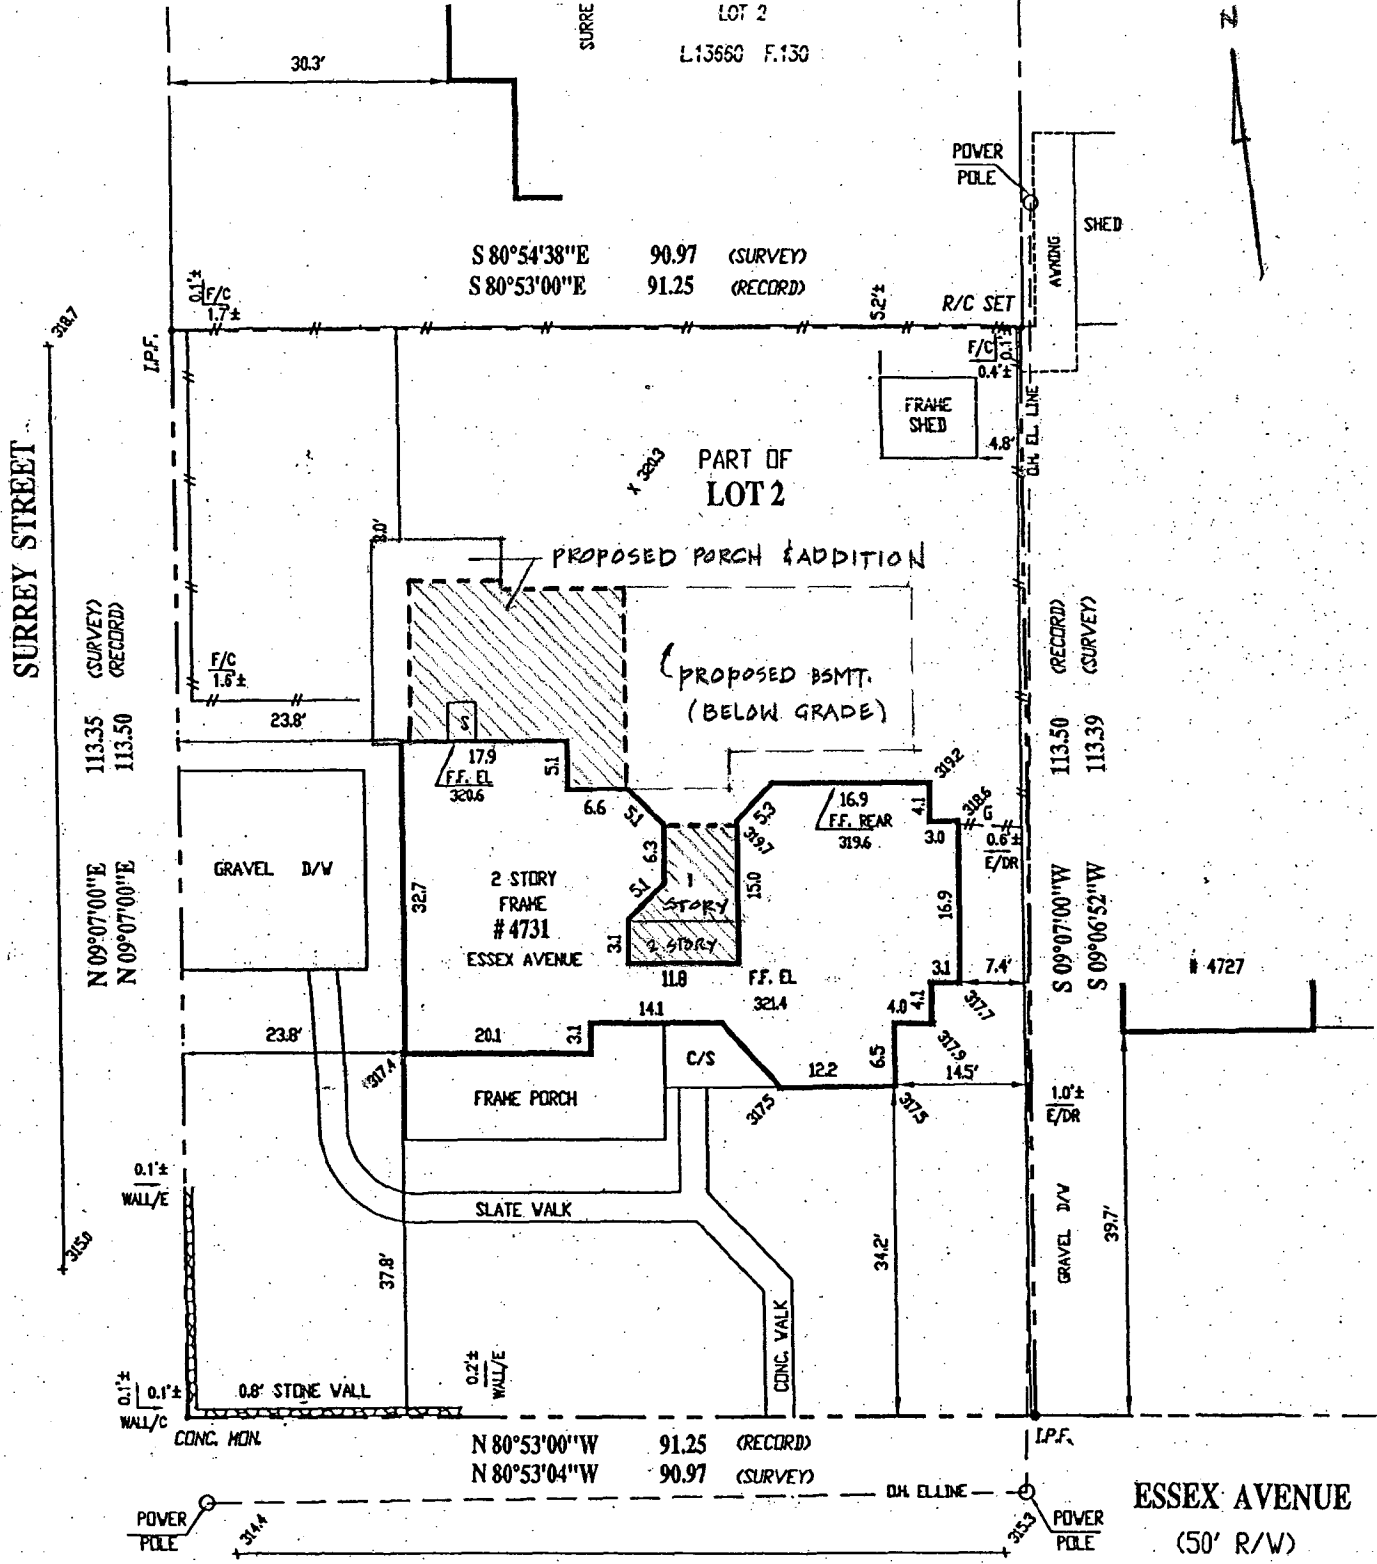 LOT 2
SURRE
L.13660 F.130
30.3'
N
POWER
POLE
SHED
AWNING
S 80°54'38"E 90.97 (SURVEY)
S 80°53'00"E 91.25 (RECORD)
0.1'±
F/C
1.7'±
5.2'±
R/C SET
318.7
I.P.F.
F/C
0.1'±
0.4'±
O.H. EL. LINE
FRAME
SHED
4.8'
X 320.3
PART OF
LOT 2
SURREY STREET
8.0'
PROPOSED PORCH & ADDITION
PROPOSED BSMT.
(BELOW GRADE)
113.35 (SURVEY)
113.50 (RECORD)
F/C
1.6'±
23.8'
S
17.9
F.F. EL
320.6
5.1
6.6
5.1
5.3
16.9
F.F. REAR
319.6
319.2
4.1
318.6
G
3.0
0.6'±
E/DR
113.50 (RECORD)
113.39 (SURVEY)
319.7
6.3
GRAVEL D/W
N 09°07'00"E
N 09°07'00"E
32.7
2 STORY
FRAME
# 4731
ESSEX AVENUE
5.1
1
STORY
15.0
3.1
2 STORY
11.8
F.F. EL
321.4
16.9
3.1
7.4'
4.1
317.7
S 09°07'00"W
S 09°06'52"W
# 4727
14.1
4.0
23.8'
20.1
3.1
C/S
317.4
6.5
317.9
14.5'
12.2
FRAME PORCH
317.5
317.5
1.0'±
E/DR
0.1'±
WALL/E
SLATE WALK
37.8'
34.2'
GRAVEL D/W
39.7'
315.0
CONC. WALK
0.1'±
0.1'±
WALL/C
0.8' STONE WALL
0.2'±
WALL/E
CONC. MON.
N 80°53'00"W 91.25 (RECORD)
N 80°53'04"W 90.97 (SURVEY)
I.P.F.
O.H. EL.LINE
POWER
POLE
314.4
315.3
POWER
POLE
ESSEX AVENUE
(50' R/W)